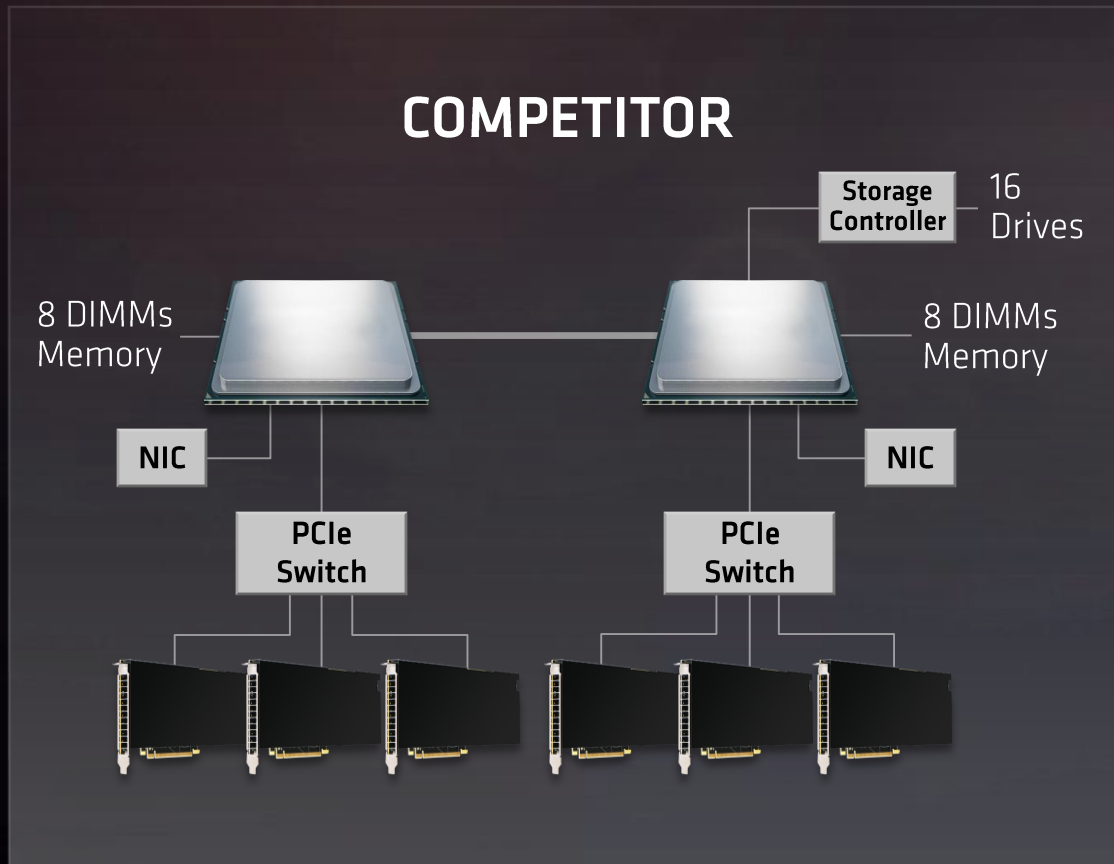 COMPETITOR
Storage
Controller
16
Drives
8 DIMMs
Memory
8 DIMMs
Memory
NIC
NIC
PCIe
Switch
PCIe
Switch